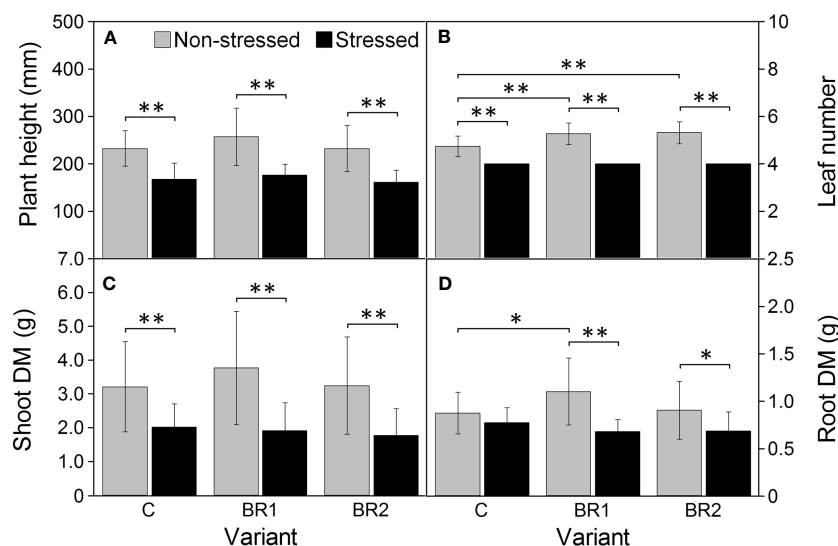 500
400
300
200
100
Plant height (mm)
A
Non-stressed
Stressed
**
**
**
B
**
**
**
**
**
10
8
6
4
2
Leaf number
7.0
6.0
5.0
4.0
3.0
2.0
1.0
0
Shoot DM (g)
C
**
**
**
D
*
**
*
2.5
2.0
1.5
1.0
0.5
0
Root DM (g)
C BR1 BR2
Variant
C BR1 BR2
Variant